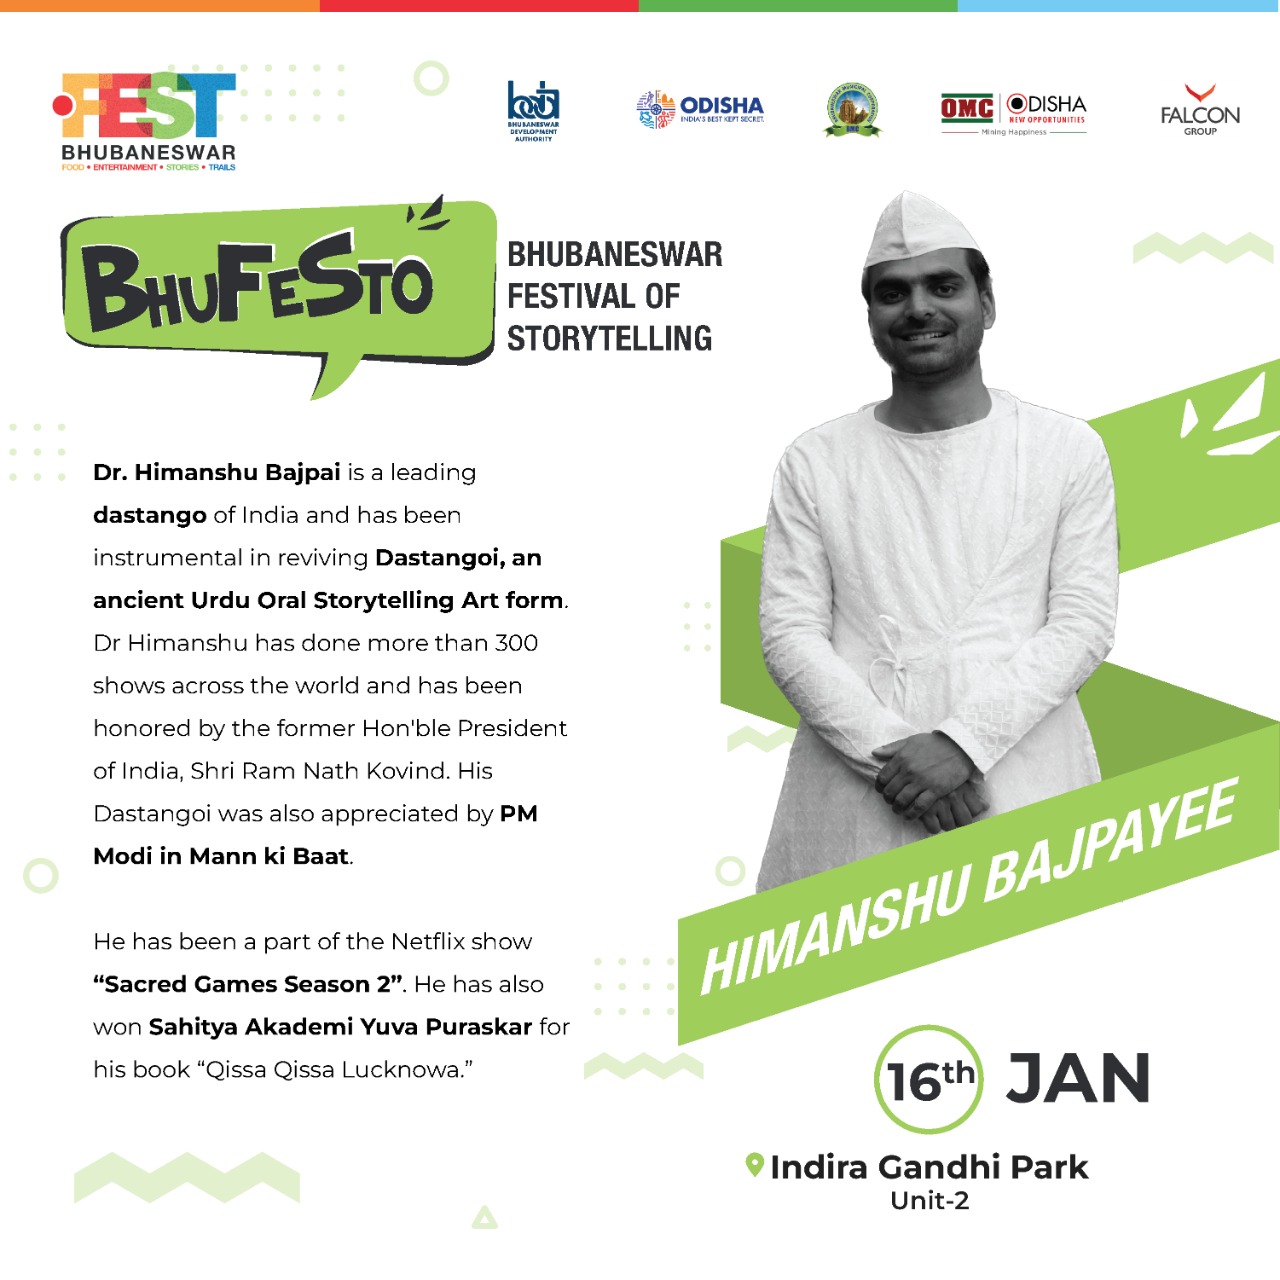 .FEST
BHUBANESWAR
FOOD • ENTERTAINMENT • STORIES • TRAILS
bda
BHUBANESWAR
DEVELOPMENT
AUTHORITY
ODISHA
INDIA'S BEST KEPT SECRET.
BHUBANESWAR MUNICIPAL CORPORATION
BMC
OMC
ODISHA
NEW OPPORTUNITIES
Mining Happiness
FALCON
GROUP
BHUFESTO
BHUBANESWAR
FESTIVAL OF
STORYTELLING
Dr. Himanshu Bajpai is a leading
dastango of India and has been
instrumental in reviving Dastangoi, an
ancient Urdu Oral Storytelling Art form.
Dr Himanshu has done more than 300
shows across the world and has been
honored by the former Hon'ble President
of India, Shri Ram Nath Kovind. His
Dastangoi was also appreciated by PM
Modi in Mann ki Baat.
He has been a part of the Netflix show
“Sacred Games Season 2”. He has also
won Sahitya Akademi Yuva Puraskar for
his book “Qissa Qissa Lucknowa.”
HIMANSHU BAJPAYEE
16th JAN
Indira Gandhi Park
Unit-2